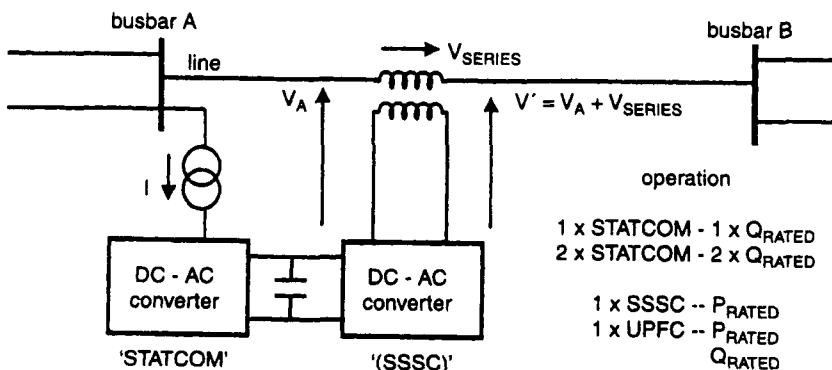 busbar A
busbar B
line
V_SERIES
V_A
V´ = V_A + V_SERIES
I
operation
1 x STATCOM - 1 x Q_RATED
2 x STATCOM - 2 x Q_RATED
DC - AC
converter
DC - AC
converter
1 x SSSC -- P_RATED
1 x UPFC -- P_RATED
Q_RATED
'STATCOM'
'(SSSC)'